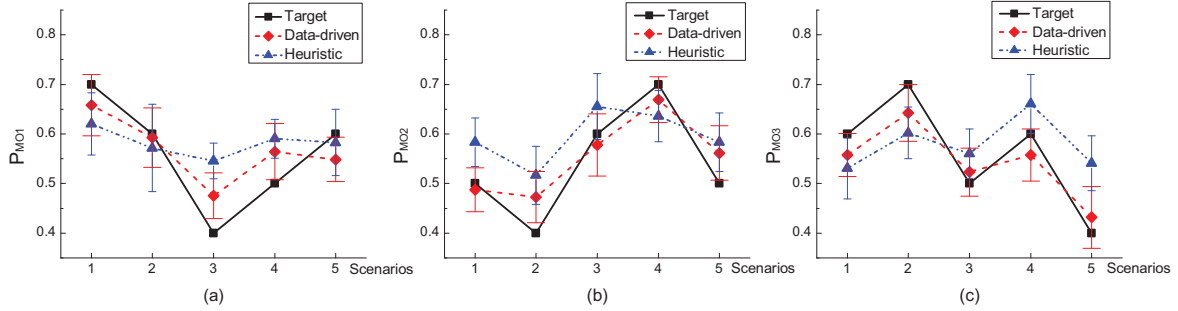 0.8
0.7
0.6
0.5
0.4
P_MO1
Target
Data-driven
Heuristic
1 2 3 4 5 Scenarios
(a)
0.8
0.7
0.6
0.5
0.4
P_MO2
Target
Data-driven
Heuristic
1 2 3 4 5 Scenarios
(b)
0.8
0.7
0.6
0.5
0.4
P_MO3
Target
Data-driven
Heuristic
1 2 3 4 5 Scenarios
(c)